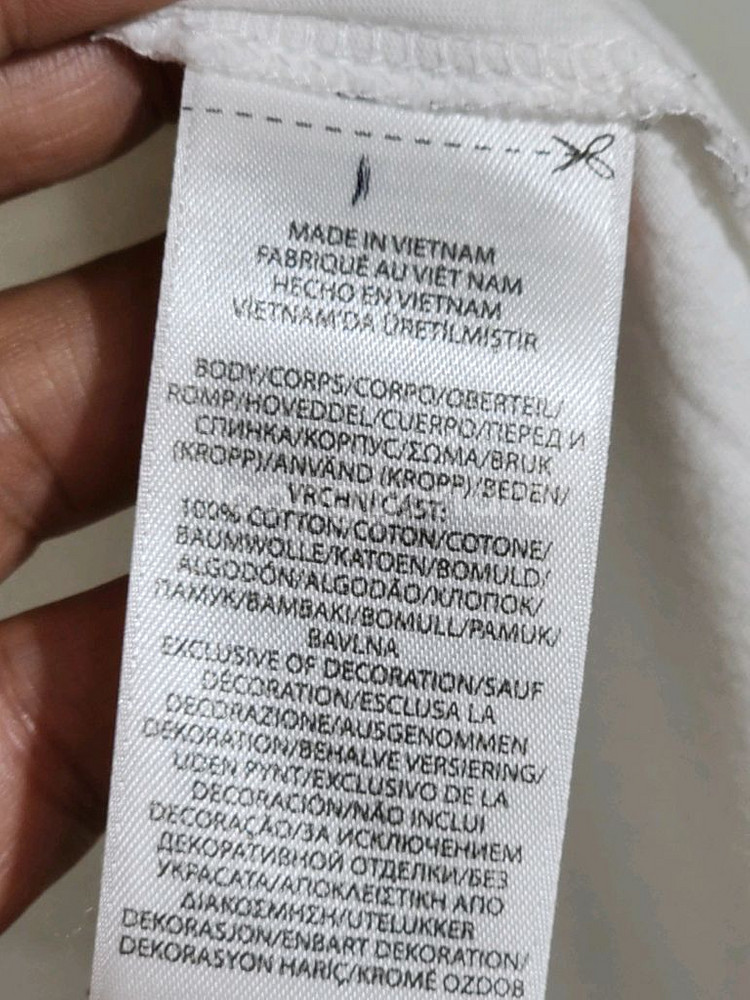 MADE IN VIETNAM
FABRIQUÉ AU VIÊT NAM
HECHO EN VIETNAM
VİETNAM'DA ÜRETİLMİŞTİR
BODY/CORPS/CORPO/OBERTEIL/
ROMP/HOVEDDEL/CUERPO/ПЕРЕД И
СПИНКА/КОРПУС/ΣΩΜΑ/BRUK
(KROPP)/ANVÄND (KROPP)/BEDEN/
VRCHNÍ ČÁST:
100% COTTON/COTON/COTONE/
BAUMWOLLE/KATOEN/BOMULD/
ALGODÓN/ALGODÃO/ХЛОПОК/
ПАМУК/ΒΑΜΒΑΚΙ/BOMULL/PAMUK/
BAVLNA
EXCLUSIVE OF DECORATION/SAUF
DÉCORATION/ESCLUSA LA
DECORAZIONE/AUSGENOMMEN
DEKORATION/BEHALVE VERSIERING/
UDEN PYNT/EXCLUSIVO DE LA
DECORACIÓN/NÃO INCLUI
DECORAÇÃO/ЗА ИСКЛЮЧЕНИЕМ
ДЕКОРАТИВНОЙ ОТДЕЛКИ/БЕЗ
УКРАСАТА/ΑΠΟΚΛΕΙΣΤΙΚΗ ΑΠΟ
ΔΙΑΚΟΣΜΗΣΗ/UTELUKKER
DEKORASJON/ENBART DEKORATION/
DEKORASYON HARİÇ/KROMĚ OZDOB